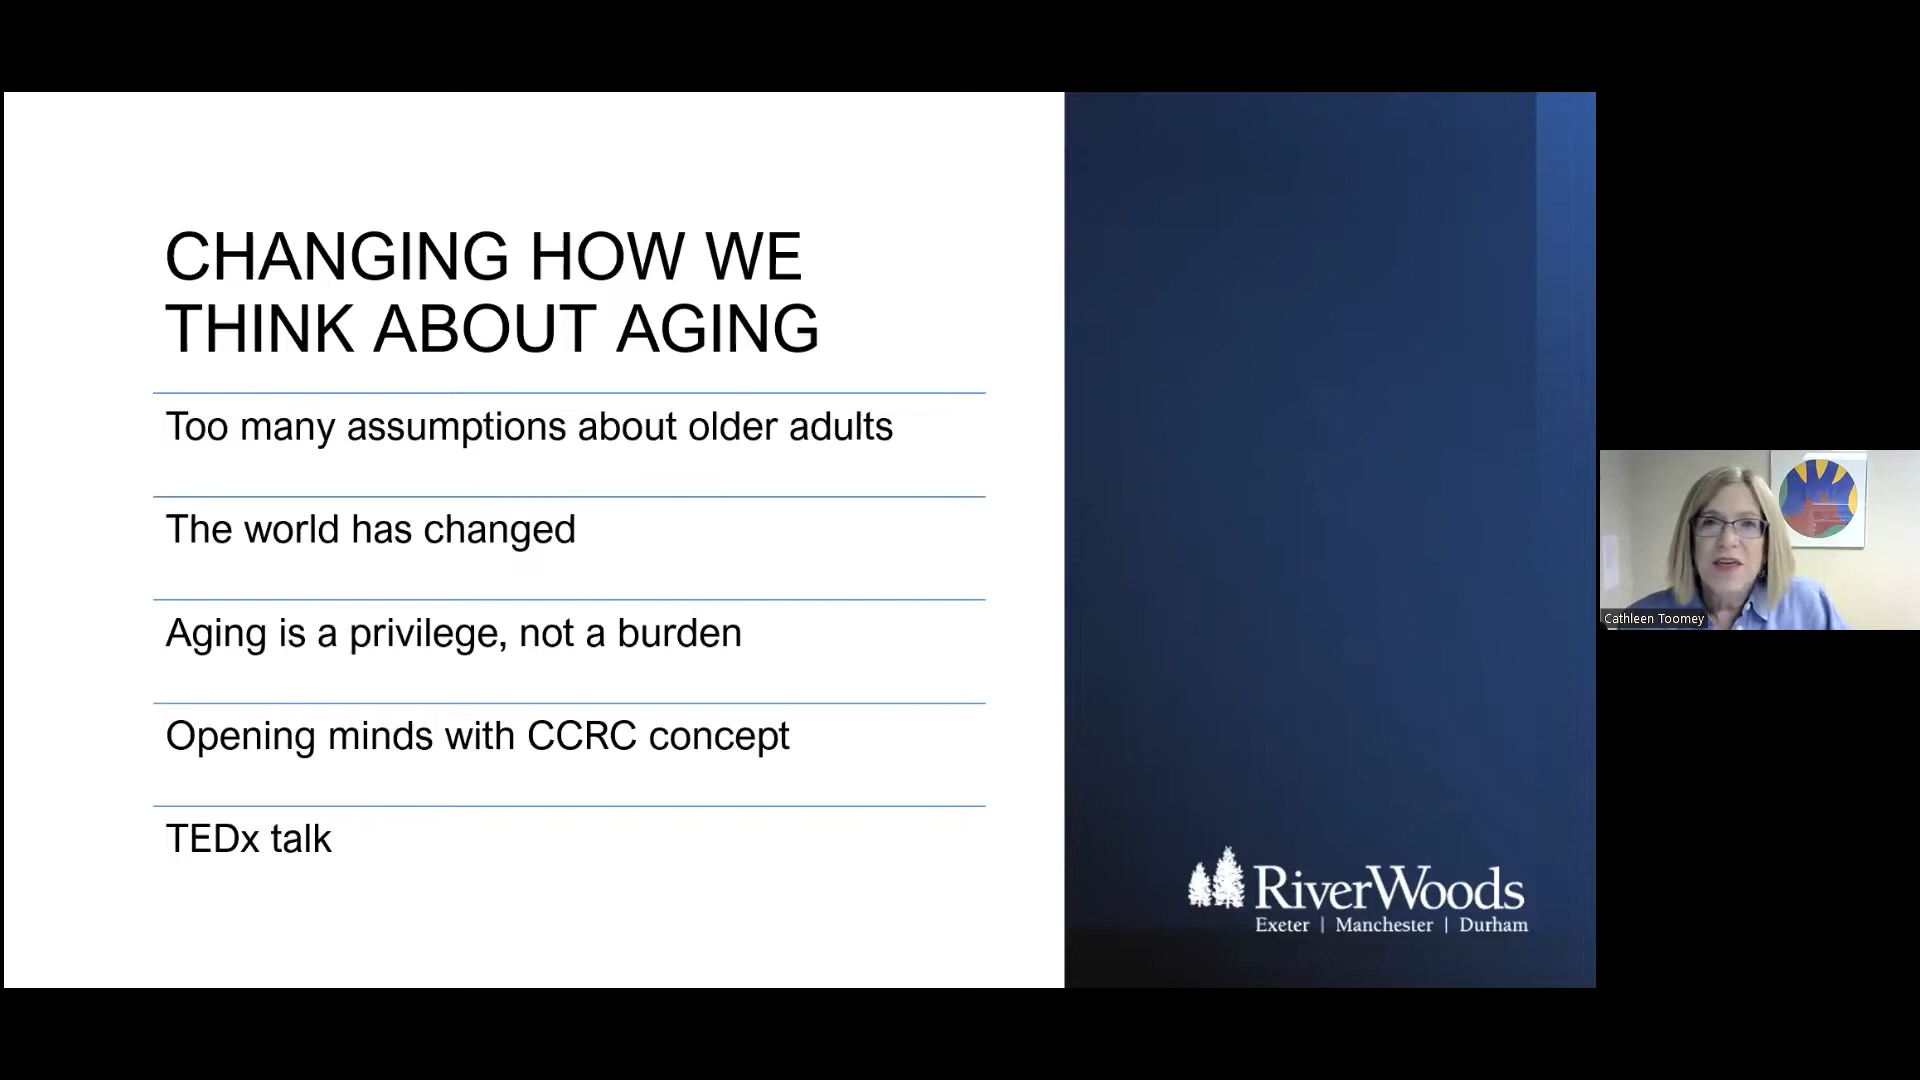 CHANGING HOW WE
THINK ABOUT AGING
Too many assumptions about older adults
The world has changed
Aging is a privilege, not a burden
Opening minds with CCRC concept
TEDx talk
RiverWoods
Exeter | Manchester | Durham
Cathleen Toomey